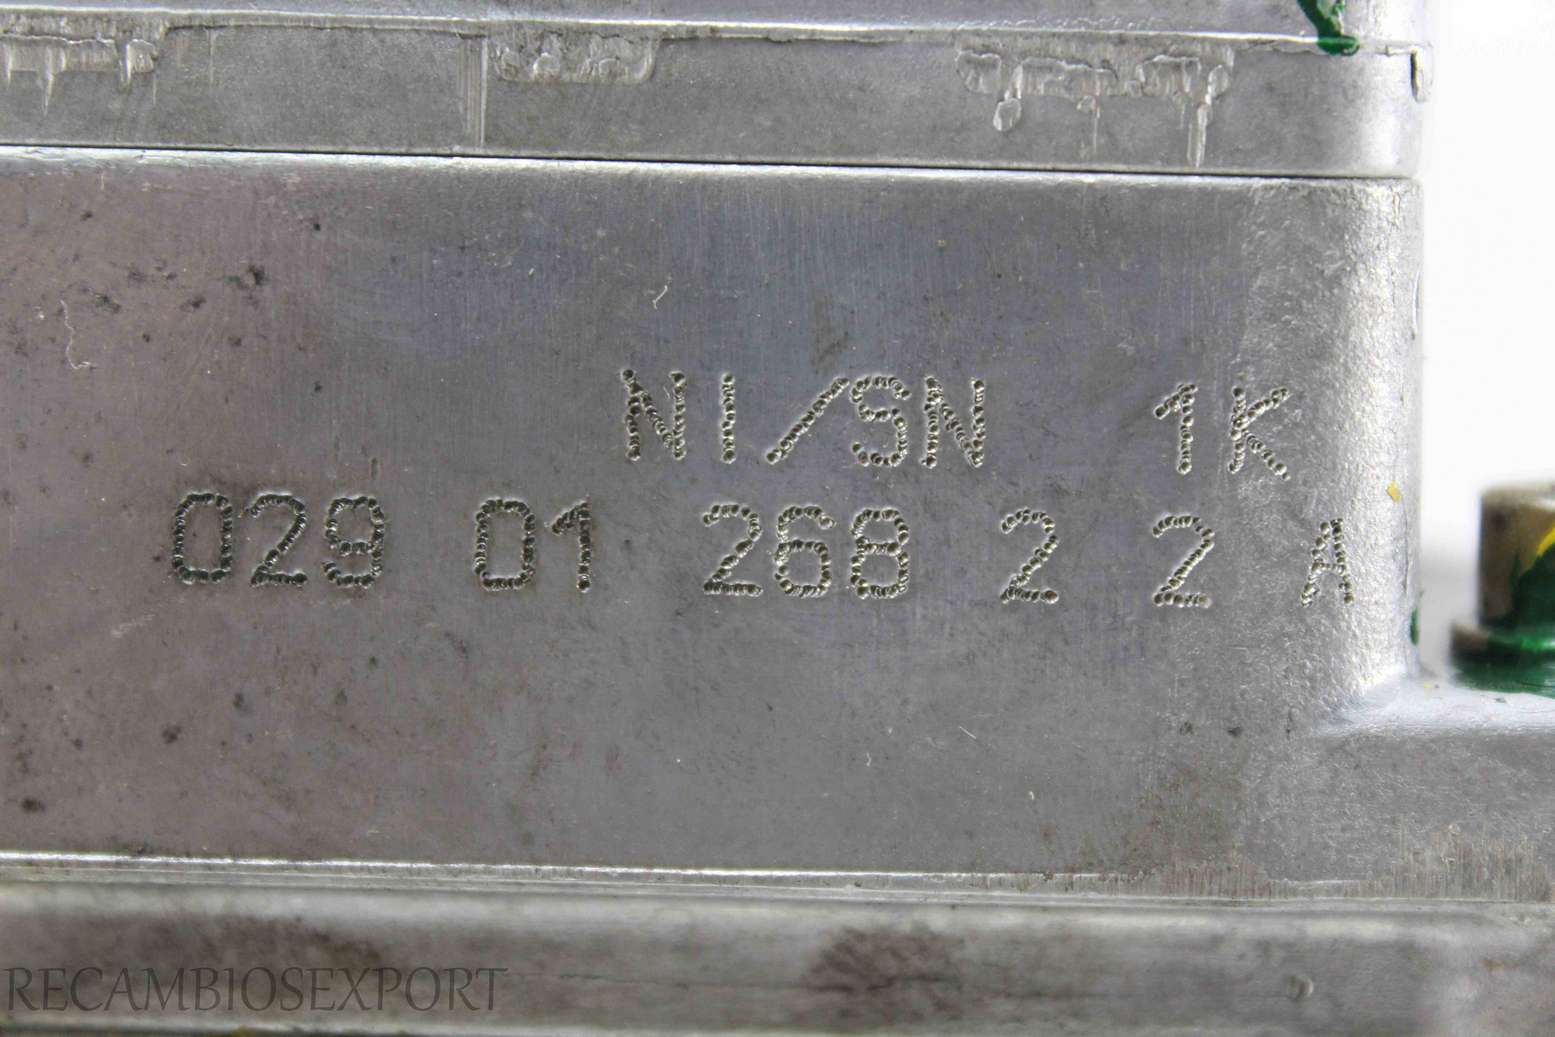 NI/SN 1K
029 01 268 2 2 A
RECAMBIOSEXPORT